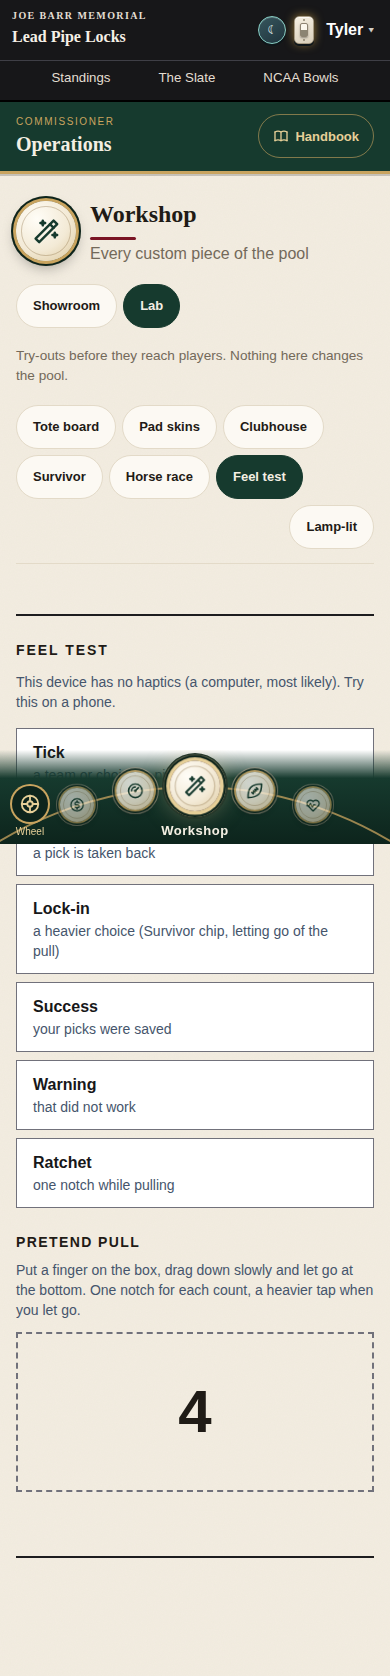 JOE BARR MEMORIAL
Lead Pipe Locks
Tyler
Standings
The Slate
NCAA Bowls
COMMISSIONER
Operations
Handbook
Workshop
Every custom piece of the pool
Showroom
Lab
Try-outs before they reach players. Nothing here changes
the pool.
Tote board
Pad skins
Clubhouse
Survivor
Horse race
Feel test
Lamp-lit
FEEL TEST
This device has no haptics (a computer, most likely). Try
this on a phone.
Tick
Wheel
Workshop
a pick is taken back
Lock-in
a heavier choice (Survivor chip, letting go of the
pull)
Success
your picks were saved
Warning
that did not work
Ratchet
one notch while pulling
PRETEND PULL
Put a finger on the box, drag down slowly and let go at
the bottom. One notch for each count, a heavier tap when
you let go.
4